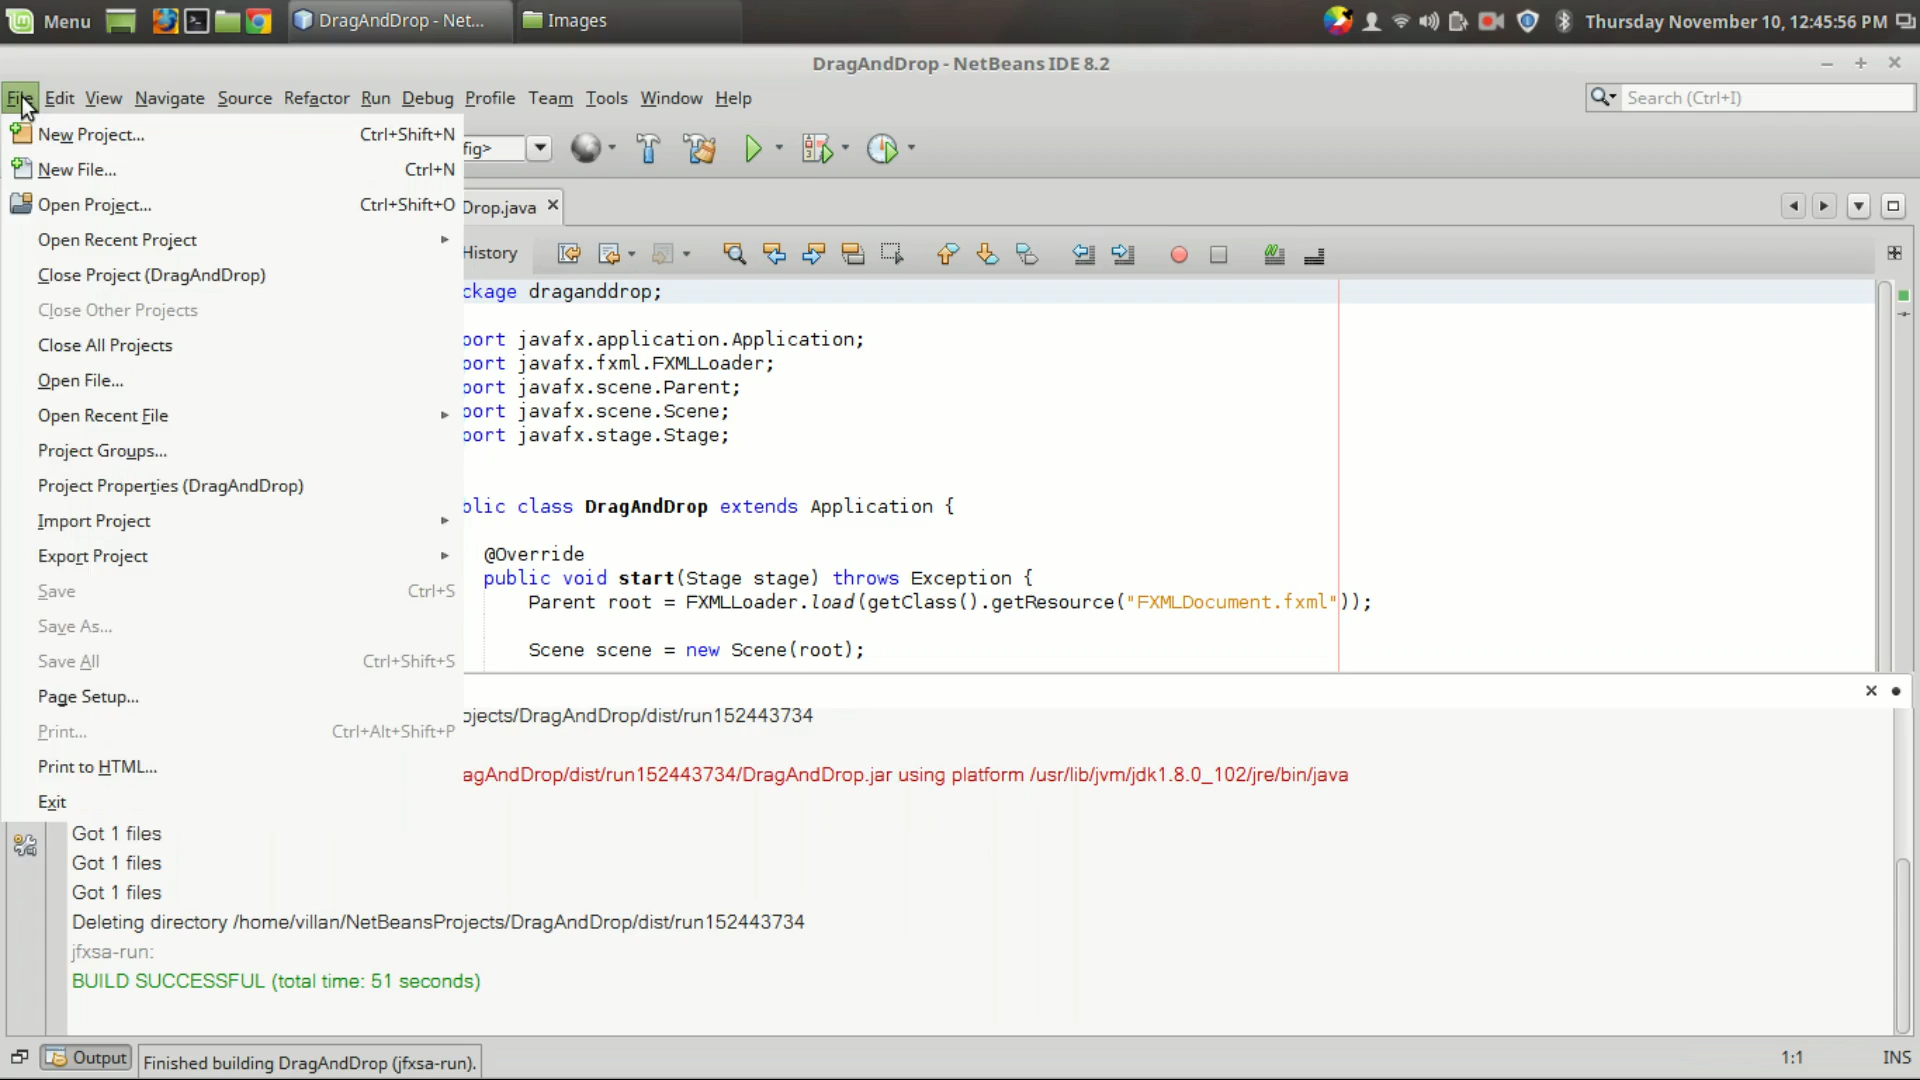 Menu
DragAndDrop - Net...
Images
Thursday November 10, 12:45:56 PM
DragAndDrop - NetBeans IDE 8.2
File Edit View Navigate Source Refactor Run Debug Profile Team Tools Window Help
Search (Ctrl+I)
New Project... Ctrl+Shift+N
fig>
New File... Ctrl+N
Open Project... Ctrl+Shift+O
Drop.java
Open Recent Project
History
Close Project (DragAndDrop)
ckage draganddrop;
Close Other Projects
Close All Projects
port javafx.application.Application;
port javafx.fxml.FXMLLoader;
Open File...
port javafx.scene.Parent;
port javafx.scene.Scene;
Open Recent File
port javafx.stage.Stage;
Project Groups...
Project Properties (DragAndDrop)
blic class DragAndDrop extends Application {
Import Project
Export Project
@Override
public void start(Stage stage) throws Exception {
Save Ctrl+S
Parent root = FXMLLoader.load(getClass().getResource("FXMLDocument.fxml"));
Save As...
Scene scene = new Scene(root);
Save All Ctrl+Shift+S
Page Setup...
ojects/DragAndDrop/dist/run152443734
Print... Ctrl+Alt+Shift+P
Print to HTML...
agAndDrop/dist/run152443734/DragAndDrop.jar using platform /usr/lib/jvm/jdk1.8.0_102/jre/bin/java
Exit
Got 1 files
Got 1 files
Got 1 files
Deleting directory /home/villan/NetBeansProjects/DragAndDrop/dist/run152443734
jfxsa-run:
BUILD SUCCESSFUL (total time: 51 seconds)
Output
Finished building DragAndDrop (jfxsa-run).
1:1
INS